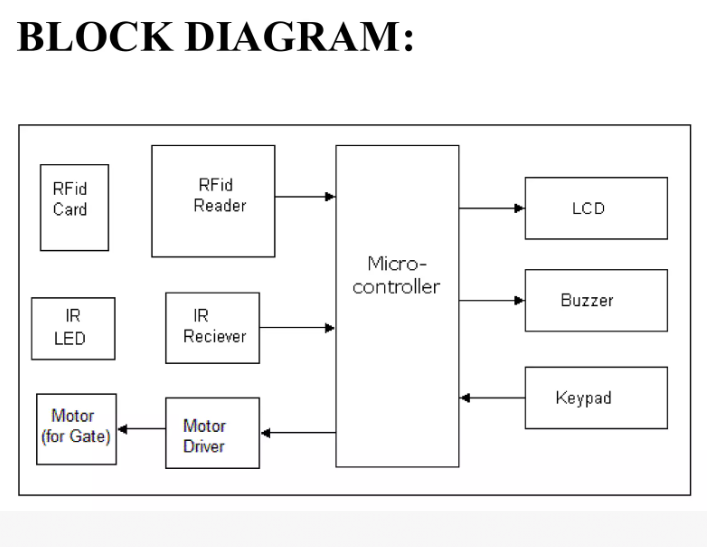 BLOCK DIAGRAM:
RFid
Card
RFid
Reader
Micro-
controller
LCD
IR
LED
IR
Reciever
Buzzer
Motor
(for Gate)
Motor
Driver
Keypad